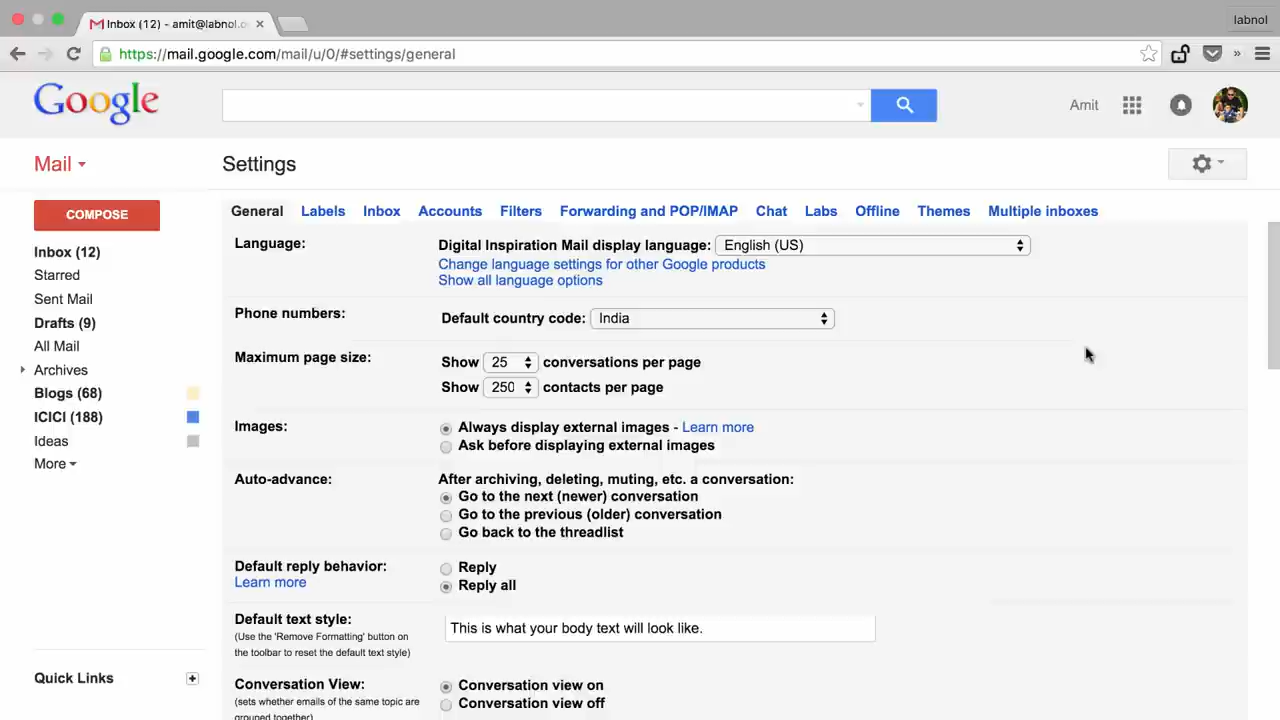 Inbox (12) - amit@labnol.o
labnol
https://mail.google.com/mail/u/0/#settings/general
Google
Amit
Mail
Settings
COMPOSE
General Labels Inbox Accounts Filters Forwarding and POP/IMAP Chat Labs Offline Themes Multiple inboxes
Inbox (12)
Starred
Sent Mail
Drafts (9)
All Mail
Archives
Blogs (68)
ICICI (188)
Ideas
More
Quick Links
Language: Digital Inspiration Mail display language: English (US)
Change language settings for other Google products
Show all language options
Phone numbers: Default country code: India
Maximum page size: Show 25 conversations per page
Show 250 contacts per page
Images: Always display external images - Learn more
Ask before displaying external images
Auto-advance: After archiving, deleting, muting, etc. a conversation:
Go to the next (newer) conversation
Go to the previous (older) conversation
Go back to the threadlist
Default reply behavior: Reply
Learn more Reply all
Default text style:
(Use the 'Remove Formatting' button on
the toolbar to reset the default text style)
This is what your body text will look like.
Conversation View: Conversation view on
(sets whether emails of the same topic are Conversation view off
grouped together)